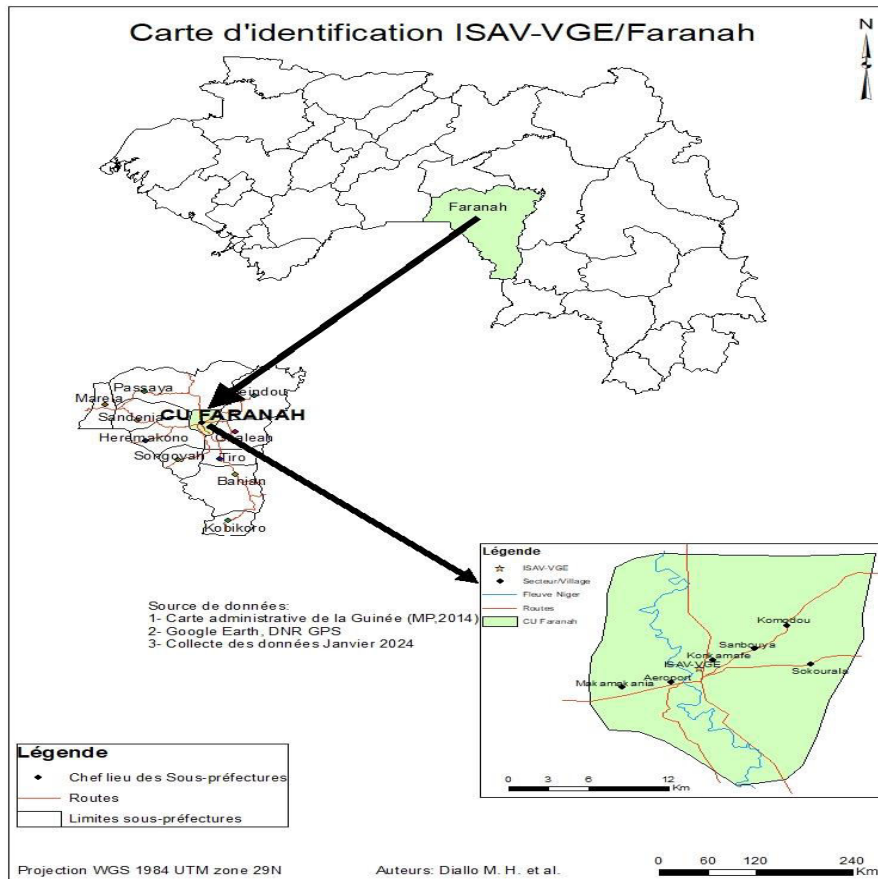 Carte d'identification ISAV-VGE/Faranah
N
Faranah
Passaya
Marela
Sandenia
CU FARANAH
Heremakono
Songoyah
Tiro
Banian
Kobikoro
Source de données:
1- Carte administrative de la Guinée (MP,2014)
2- Google Earth, DNR GPS
3- Collecte des données Janvier 2024
Légende
ISAV-VGE
Secteur/Village
Fleuve Niger
Routes
CU Faranah
Komodou
Sanbouya
Konkamafe
ISAV-VGE
Sokourala
Aeroport
Makamakania
0 3 6 12
Km
Légende
Chef lieu des Sous-préfectures
Routes
Limites sous-préfectures
Projection WGS 1984 UTM zone 29N
Auteurs: Diallo M. H. et al.
0 60 120 240
Km